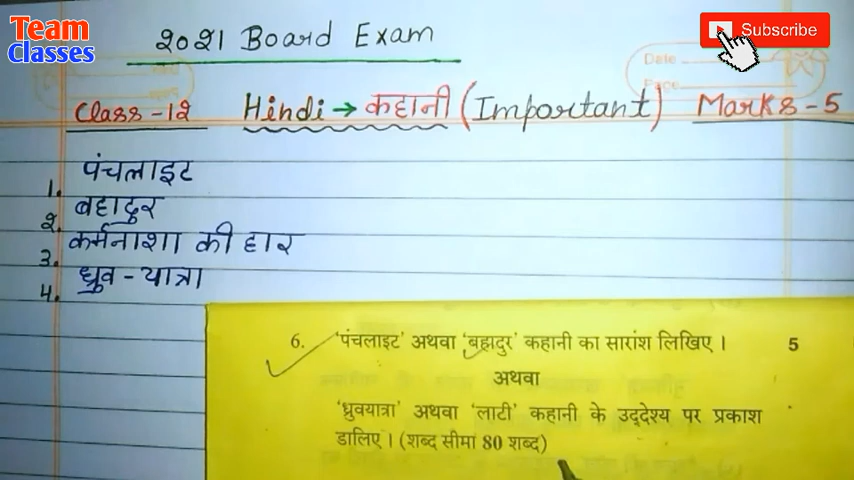 Team
Classes
2021 Board Exam
Subscribe
Date
Page
Class-12 Hindi → कहानी (Important) Marks-5
1. पंचलाइट
2. बहादुर
3. कर्मनाशा की हार
4. ध्रुव-यात्रा
6. 'पंचलाइट' अथवा 'बहादुर' कहानी का सारांश लिखिए। 5
अथवा
'ध्रुवयात्रा' अथवा 'लाटी' कहानी के उद्देश्य पर प्रकाश
डालिए। (शब्द सीमा 80 शब्द)